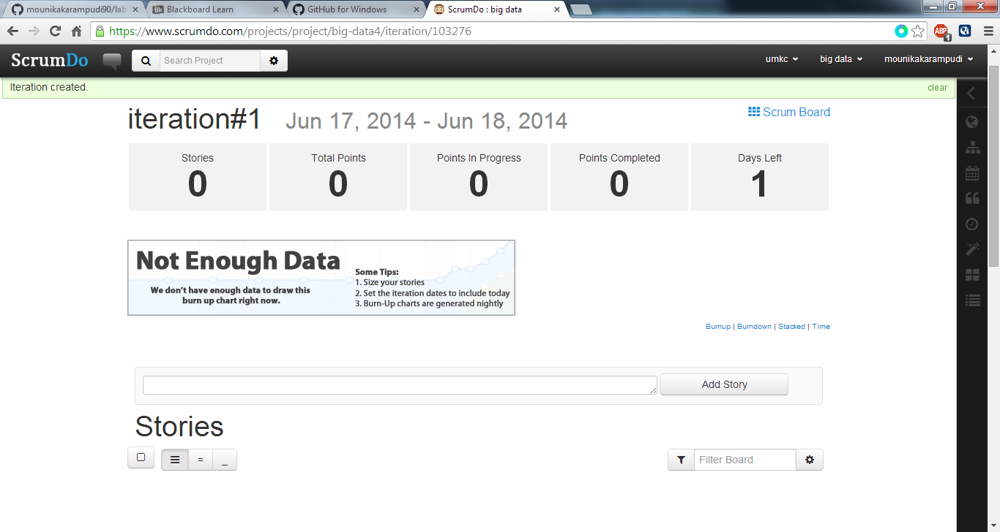 mounikakarampudi90/lab
Blackboard Learn
GitHub for Windows
ScrumDo : big data
https://www.scrumdo.com/projects/project/big-data4/iteration/103276
ABP 1
ScrumDo
Search Project
umkc
big data
mounikakarampudi
Iteration created.
clear
iteration#1 Jun 17, 2014 - Jun 18, 2014
Scrum Board
Stories
0
Total Points
0
Points In Progress
0
Points Completed
0
Days Left
1
Not Enough Data
We don't have enough data to draw this
burn up chart right now.
Some Tips:
1. Size your stories
2. Set the iteration dates to include today
3. Burn-Up charts are generated nightly
Burnup | Burndown | Stacked | Time
Add Story
Stories
Filter Board